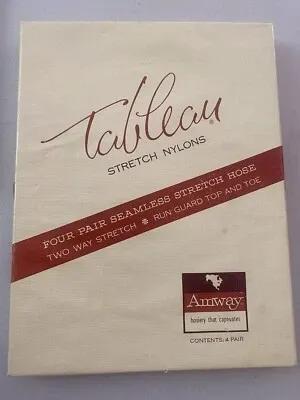 Tableau®
STRETCH NYLONS
FOUR PAIR SEAMLESS STRETCH HOSE
TWO WAY STRETCH ✻ RUN GUARD TOP AND TOE
Amway
hosiery that captivates
CONTENTS: 4 PAIR